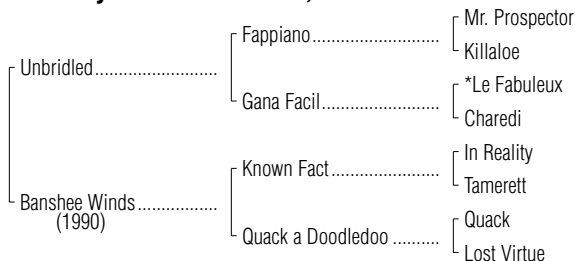 Mr. Prospector
Fappiano
Killaloe
Unbridled
*Le Fabuleux
Gana Facil
Charedi
In Reality
Known Fact
Tamerett
Banshee Winds
(1990)
Quack
Quack a Doodledoo
Lost Virtue